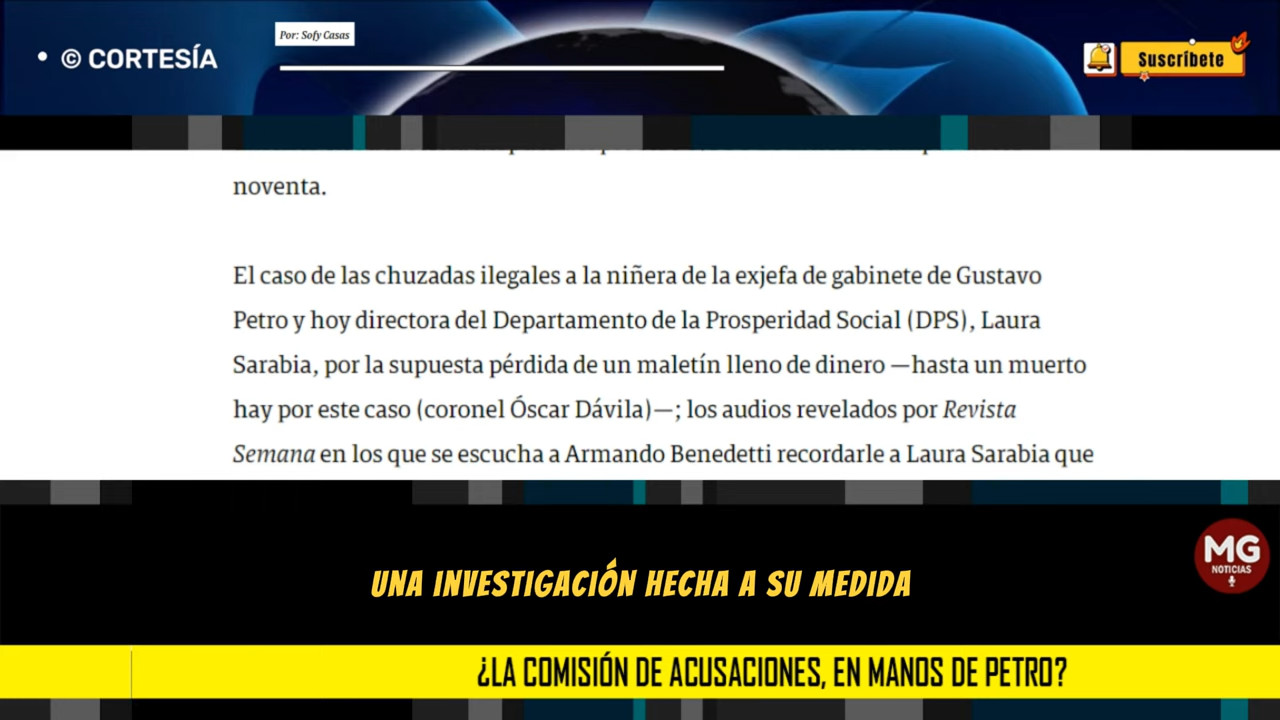 Por: Sofy Casas
• © CORTESÍA
Suscríbete
noventa.
El caso de las chuzadas ilegales a la niñera de la exjefa de gabinete de Gustavo
Petro y hoy directora del Departamento de la Prosperidad Social (DPS), Laura
Sarabia, por la supuesta pérdida de un maletín lleno de dinero —hasta un muerto
hay por este caso (coronel Óscar Dávila)—; los audios revelados por Revista
Semana en los que se escucha a Armando Benedetti recordarle a Laura Sarabia que
MG
NOTICIAS
UNA INVESTIGACIÓN HECHA A SU MEDIDA
¿LA COMISIÓN DE ACUSACIONES, EN MANOS DE PETRO?